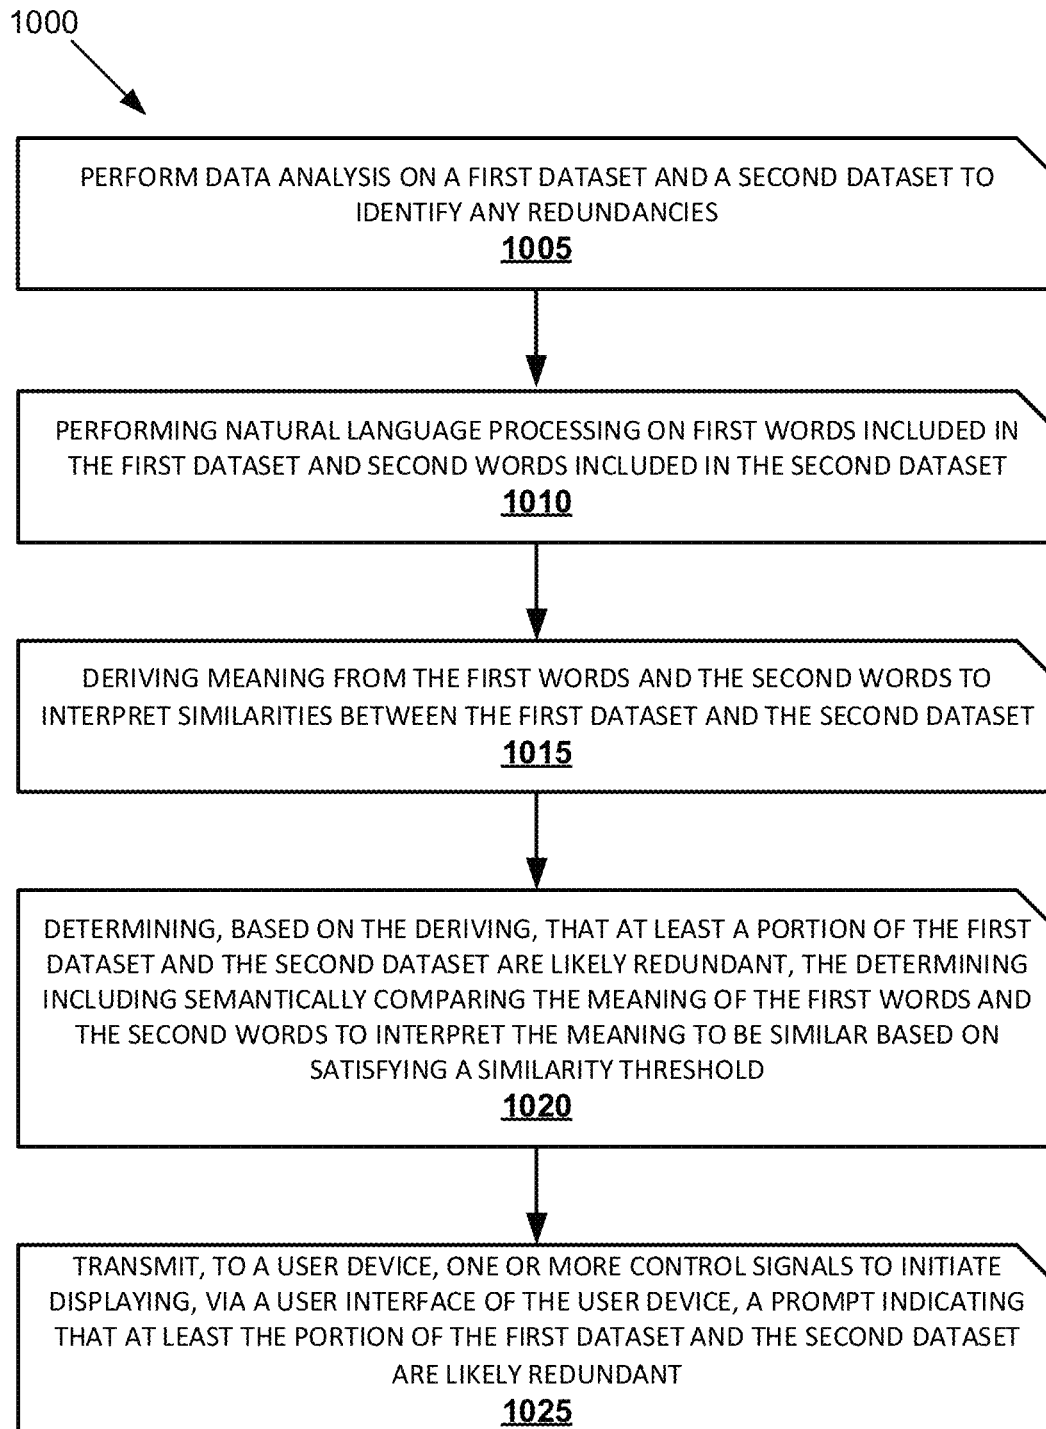 1000
PERFORM DATA ANALYSIS ON A FIRST DATASET AND A SECOND DATASET TO
IDENTIFY ANY REDUNDANCIES
1005
PERFORMING NATURAL LANGUAGE PROCESSING ON FIRST WORDS INCLUDED IN
THE FIRST DATASET AND SECOND WORDS INCLUDED IN THE SECOND DATASET
1010
DERIVING MEANING FROM THE FIRST WORDS AND THE SECOND WORDS TO
INTERPRET SIMILARITIES BETWEEN THE FIRST DATASET AND THE SECOND DATASET
1015
DETERMINING, BASED ON THE DERIVING, THAT AT LEAST A PORTION OF THE FIRST
DATASET AND THE SECOND DATASET ARE LIKELY REDUNDANT, THE DETERMINING
INCLUDING SEMANTICALLY COMPARING THE MEANING OF THE FIRST WORDS AND
THE SECOND WORDS TO INTERPRET THE MEANING TO BE SIMILAR BASED ON
SATISFYING A SIMILARITY THRESHOLD
1020
TRANSMIT, TO A USER DEVICE, ONE OR MORE CONTROL SIGNALS TO INITIATE
DISPLAYING, VIA A USER INTERFACE OF THE USER DEVICE, A PROMPT INDICATING
THAT AT LEAST THE PORTION OF THE FIRST DATASET AND THE SECOND DATASET
ARE LIKELY REDUNDANT
1025